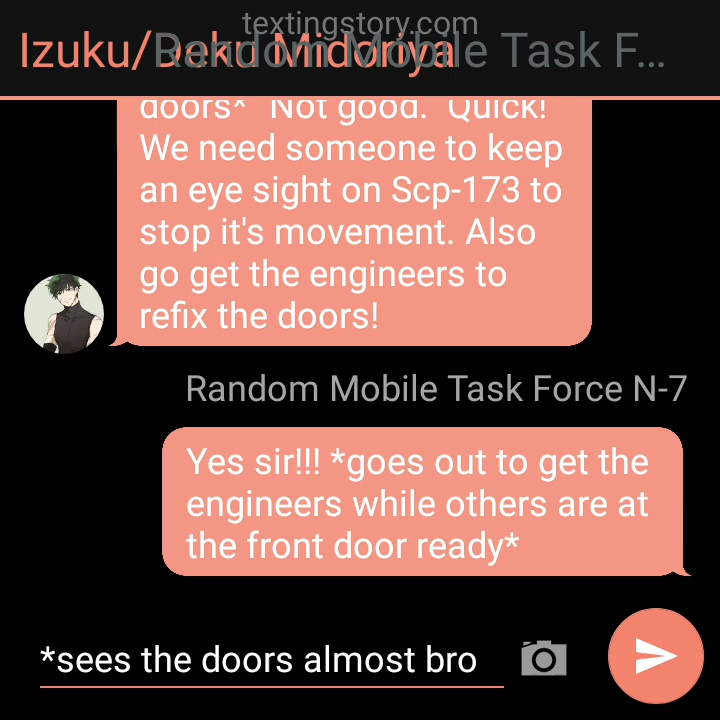 textingstory.com
Izuku/Deku Midoriya
Random Mobile Task F...
doors* Not good. Quick!
We need someone to keep
an eye sight on Scp-173 to
stop it's movement. Also
go get the engineers to
refix the doors!
Random Mobile Task Force N-7
Yes sir!!! *goes out to get the
engineers while others are at
the front door ready*
*sees the doors almost bro